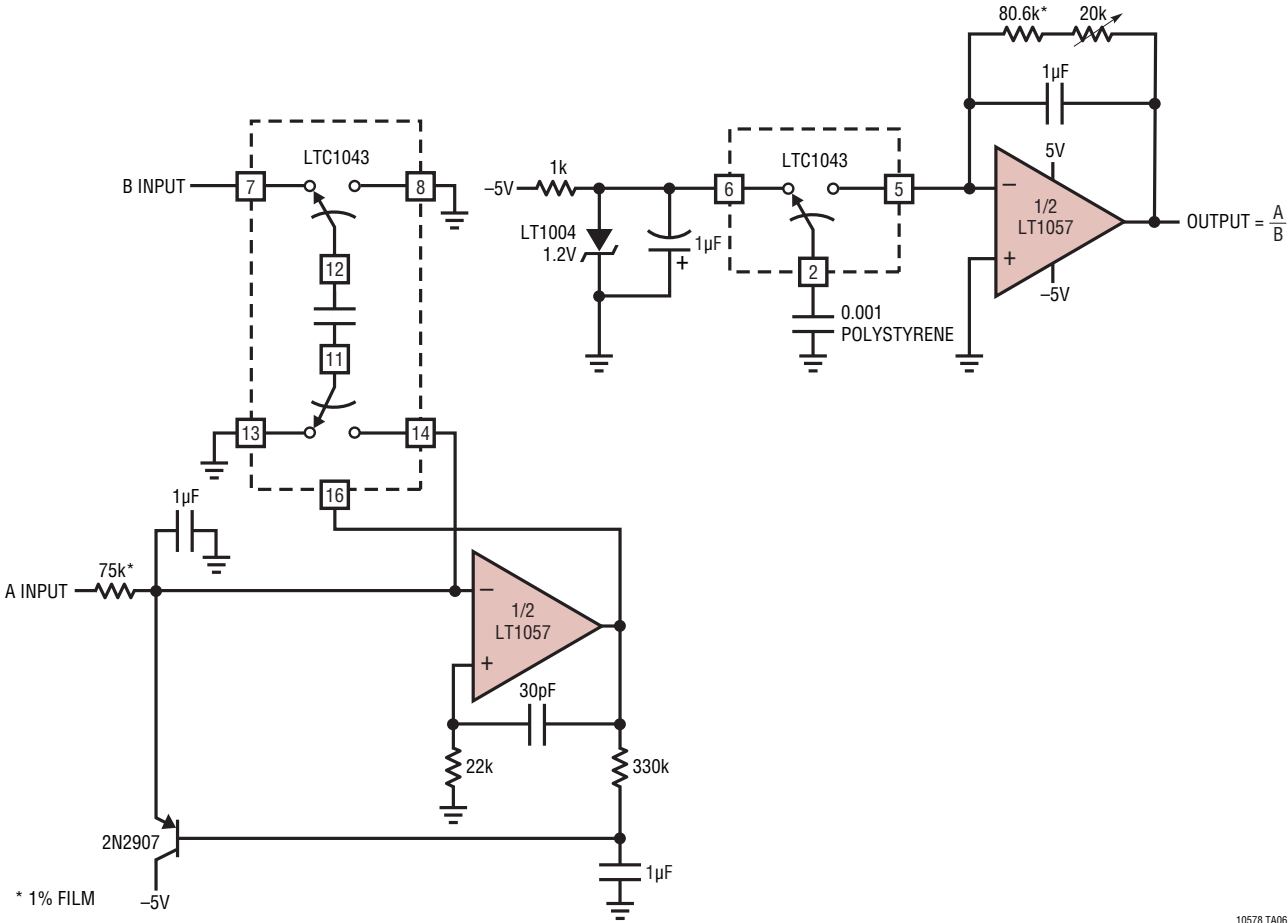 80.6k*
20k
1µF
LTC1043
B INPUT
7
8
12
11
13
14
16
–5V
1k
LT1004
1.2V
1µF
+
LTC1043
6
5
2
0.001
POLYSTYRENE
5V
–
1/2
LT1057
+
–5V
OUTPUT = A
B
1µF
A INPUT
75k*
–
1/2
LT1057
+
30pF
22k
330k
2N2907
1µF
* 1% FILM
–5V
10578 TA06